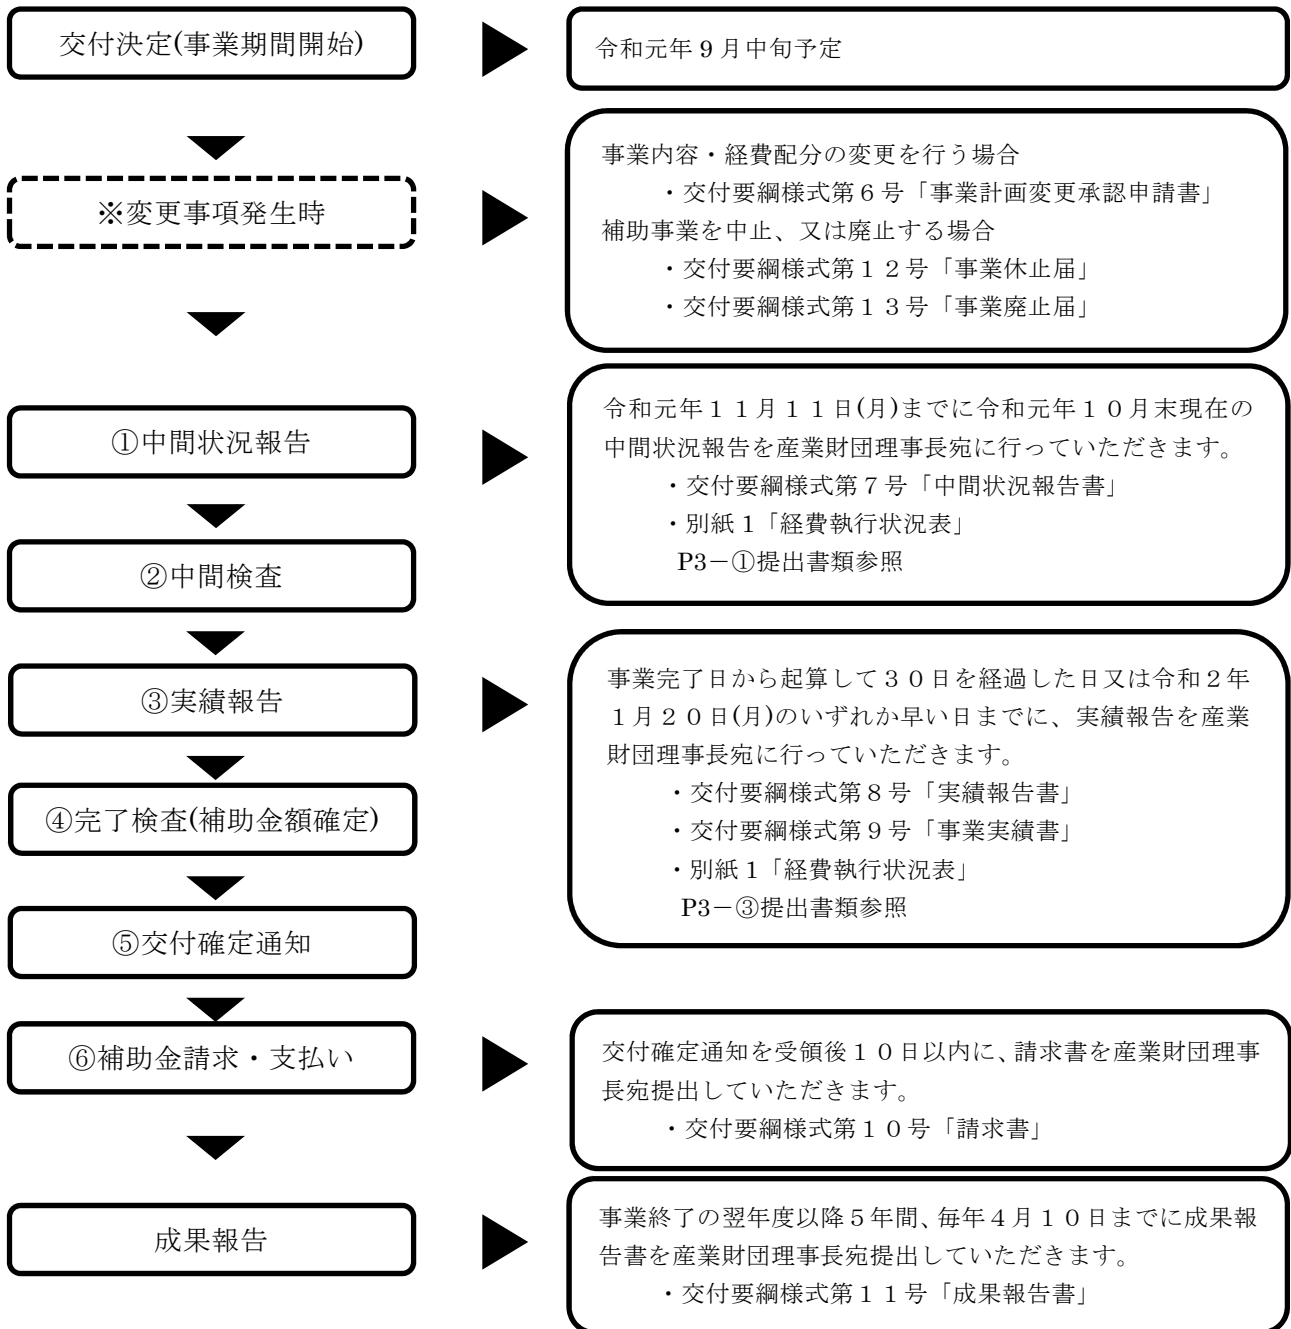 交付決定(事業期間開始)
令和元年9月中旬予定
※変更事項発生時
事業内容・経費配分の変更を行う場合
・交付要綱様式第６号「事業計画変更承認申請書」
補助事業を中止、又は廃止する場合
・交付要綱様式第１２号「事業休止届」
・交付要綱様式第１３号「事業廃止届」
①中間状況報告
令和元年１１月１１日(月)までに令和元年１０月末現在の
中間状況報告を産業財団理事長宛に行っていただきます。
・交付要綱様式第７号「中間状況報告書」
・別紙1「経費執行状況表」
P3－①提出書類参照
②中間検査
③実績報告
事業完了日から起算して３０日を経過した日又は令和２年
１月２０日(月)のいずれか早い日までに、実績報告を産業
財団理事長宛に行っていただきます。
・交付要綱様式第８号「実績報告書」
・交付要綱様式第９号「事業実績書」
・別紙1「経費執行状況表」
P3－③提出書類参照
④完了検査(補助金額確定)
⑤交付確定通知
⑥補助金請求・支払い
交付確定通知を受領後１０日以内に、請求書を産業財団理事
長宛提出していただきます。
・交付要綱様式第１０号「請求書」
成果報告
事業終了の翌年度以降５年間、毎年４月１０日までに成果報
告書を産業財団理事長宛提出していただきます。
・交付要綱様式第１１号「成果報告書」